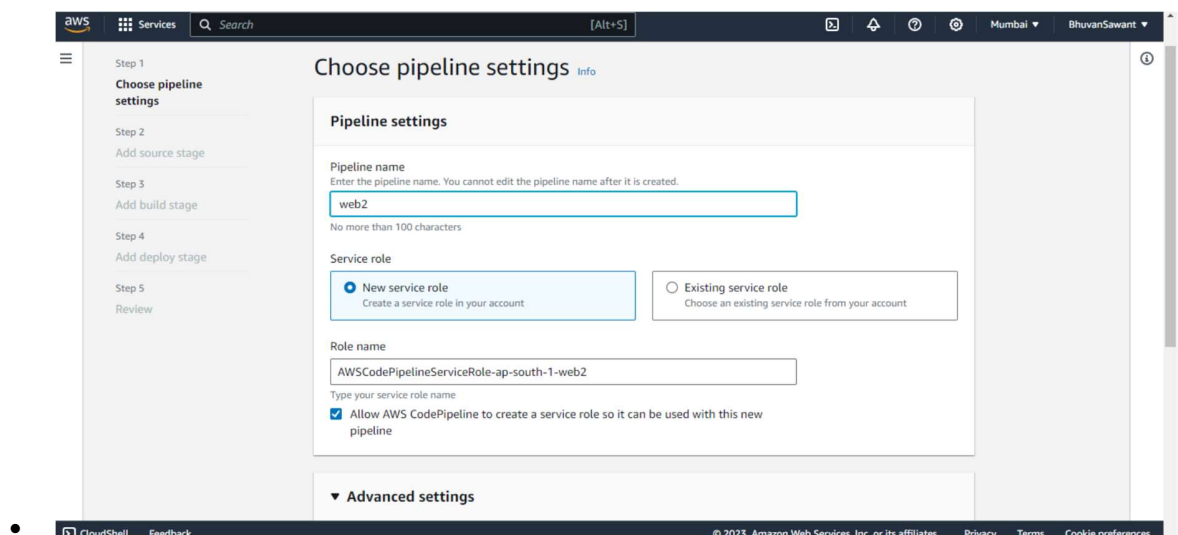 aws
Services
Search
[Alt+S]
Mumbai ▼
BhuvanSawant ▼
Step 1
Choose pipeline
settings
Step 2
Add source stage
Step 3
Add build stage
Step 4
Add deploy stage
Step 5
Review
Choose pipeline settings Info
Pipeline settings
Pipeline name
Enter the pipeline name. You cannot edit the pipeline name after it is created.
web2
No more than 100 characters
Service role
New service role
Create a service role in your account
Existing service role
Choose an existing service role from your account
Role name
AWSCodePipelineServiceRole-ap-south-1-web2
Type your service role name
Allow AWS CodePipeline to create a service role so it can be used with this new
pipeline
▼ Advanced settings
CloudShell Feedback
© 2023, Amazon Web Services, Inc. or its affiliates. Privacy Terms Cookie preferences